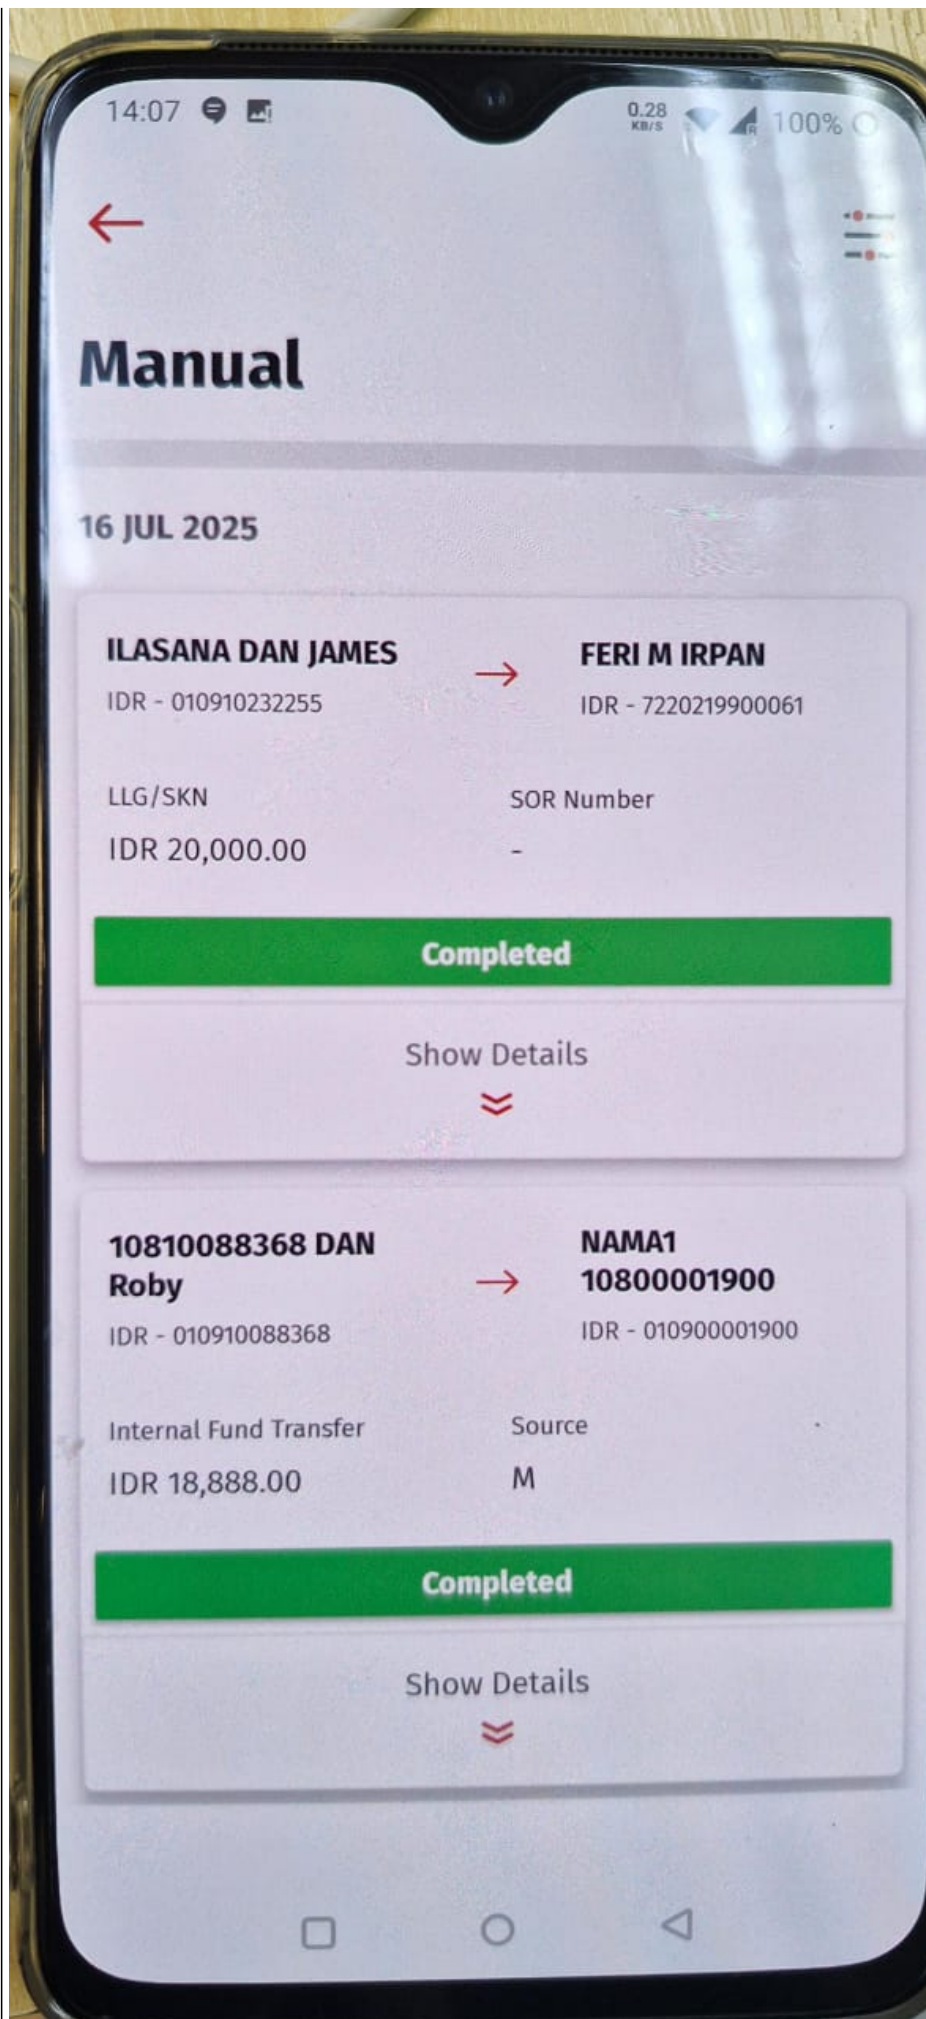 14:07
0.28
KB/S
R
100%
Manual
16 JUL 2025
ILASANA DAN JAMES
IDR - 010910232255
FERI M IRPAN
IDR - 7220219900061
LLG/SKN
IDR 20,000.00
SOR Number
-
Completed
Show Details
10810088368 DAN
Roby
IDR - 010910088368
NAMA1
10800001900
IDR - 010900001900
Internal Fund Transfer
IDR 18,888.00
Source
M
Completed
Show Details